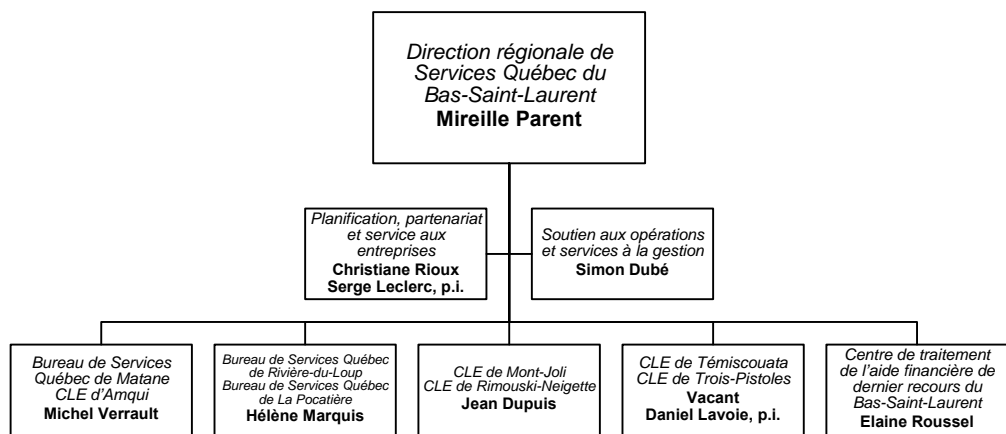 Direction régionale de
Services Québec du
Bas-Saint-Laurent
Mireille Parent
Planification, partenariat
et service aux
entreprises
Christiane Rioux
Serge Leclerc, p.i.
Soutien aux opérations
et services à la gestion
Simon Dubé
Bureau de Services
Québec de Matane
CLE d'Amqui
Michel Verrault
Bureau de Services Québec
de Rivière-du-Loup
Bureau de Services Québec
de La Pocatière
Hélène Marquis
CLE de Mont-Joli
CLE de Rimouski-Neigette
Jean Dupuis
CLE de Témiscouata
CLE de Trois-Pistoles
Vacant
Daniel Lavoie, p.i.
Centre de traitement
de l'aide financière de
dernier recours du
Bas-Saint-Laurent
Elaine Roussel